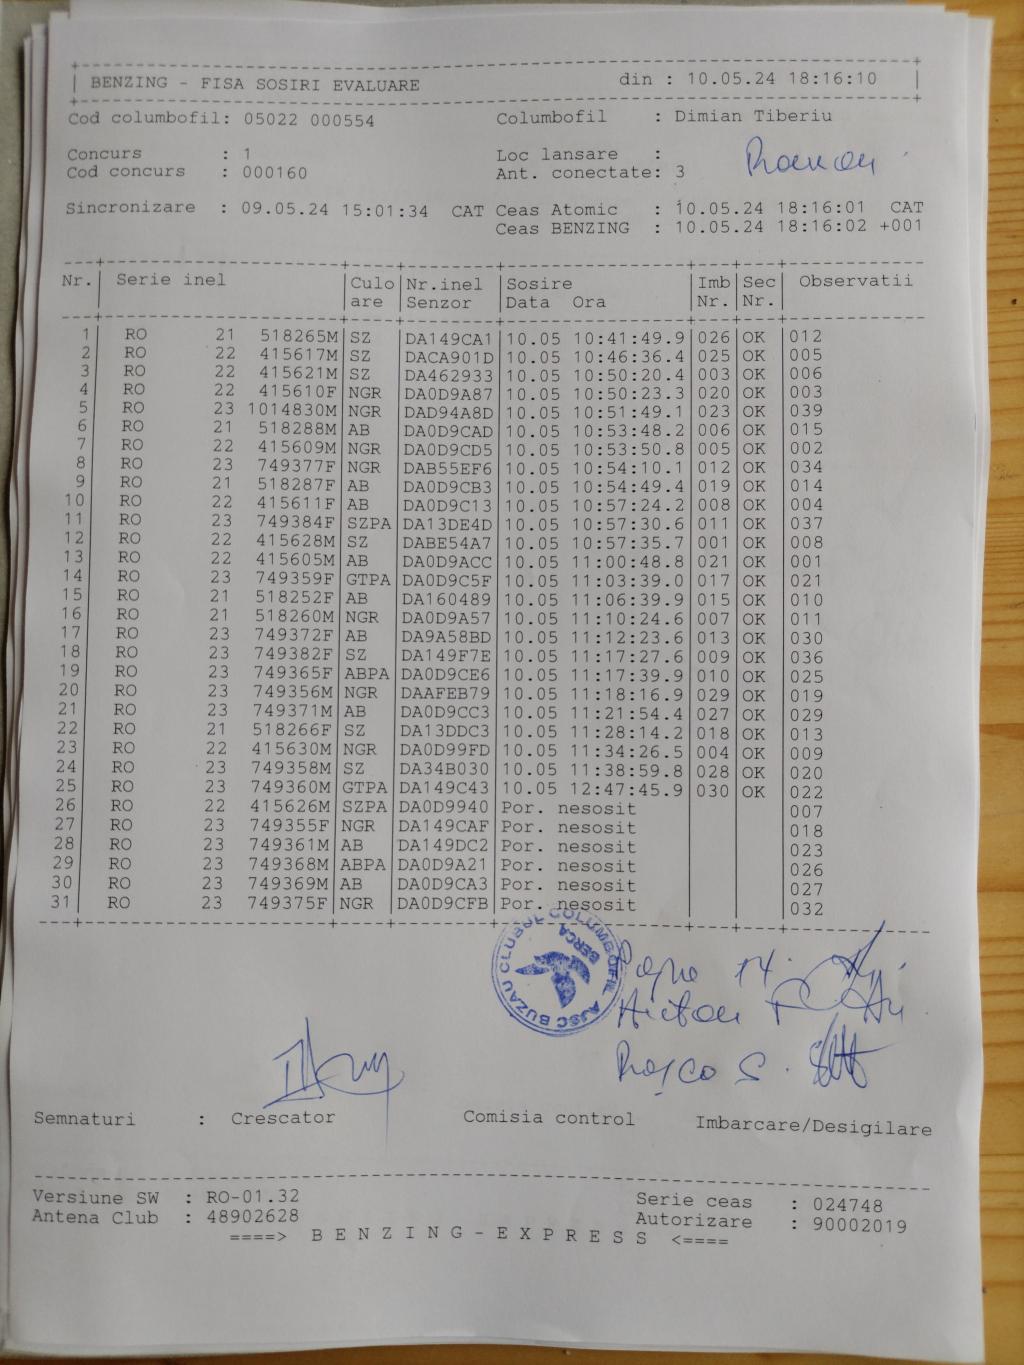 BENZING - FISA SOSIRI EVALUARE din : 10.05.24 18:16:10
Cod columbofil: 05022 000554 Columbofil : Dimian Tiberiu
Concurs : 1 Loc lansare :
Cod concurs : 000160 Ant. conectate: 3
Sincronizare : 09.05.24 15:01:34 CAT Ceas Atomic : 10.05.24 18:16:01 CAT
Ceas BENZING : 10.05.24 18:16:02 +001
Nr. Serie inel Culo Nr.inel Sosire Imb Sec Observatii
are Senzor Data Ora Nr. Nr.
1 RO 21 518265M SZ DA149CA1 10.05 10:41:49.9 026 OK 012
2 RO 22 415617M SZ DACA901D 10.05 10:46:36.4 025 OK 005
3 RO 22 415621M SZ DA462933 10.05 10:50:20.4 003 OK 006
4 RO 22 415610F NGR DA0D9A87 10.05 10:50:23.3 020 OK 003
5 RO 23 1014830M NGR DAD94A8D 10.05 10:51:49.1 023 OK 039
6 RO 21 518288M AB DA0D9CAD 10.05 10:53:48.2 006 OK 015
7 RO 22 415609M NGR DA0D9CD5 10.05 10:53:50.8 005 OK 002
8 RO 23 749377F NGR DAB55EF6 10.05 10:54:10.1 012 OK 034
9 RO 21 518287F AB DA0D9CB3 10.05 10:54:49.4 019 OK 014
10 RO 22 415611F AB DA0D9C13 10.05 10:57:24.2 008 OK 004
11 RO 23 749384F SZPA DA13DE4D 10.05 10:57:30.6 011 OK 037
12 RO 22 415628M SZ DABE54A7 10.05 10:57:35.7 001 OK 008
13 RO 22 415605M AB DA0D9ACC 10.05 11:00:48.8 021 OK 001
14 RO 23 749359F GTPA DA0D9C5F 10.05 11:03:39.0 017 OK 021
15 RO 21 518252F AB DA160489 10.05 11:06:39.9 015 OK 010
16 RO 21 518260M NGR DA0D9A57 10.05 11:10:24.6 007 OK 011
17 RO 23 749372F AB DA9A58BD 10.05 11:12:23.6 013 OK 030
18 RO 23 749382F SZ DA149F7E 10.05 11:17:27.6 009 OK 036
19 RO 23 749365F ABPA DA0D9CE6 10.05 11:17:39.9 010 OK 025
20 RO 23 749356M NGR DAAFEB79 10.05 11:18:16.9 029 OK 019
21 RO 23 749371M AB DA0D9CC3 10.05 11:21:54.4 027 OK 029
22 RO 21 518266F SZ DA13DDC3 10.05 11:28:14.2 018 OK 013
23 RO 22 415630M NGR DA0D99FD 10.05 11:34:26.5 004 OK 009
24 RO 23 749358M SZ DA34B030 10.05 11:38:59.8 028 OK 020
25 RO 23 749360M GTPA DA149C43 10.05 12:47:45.9 030 OK 022
26 RO 22 415626M SZPA DA0D9940 Por. nesosit 007
27 RO 23 749355F NGR DA149CAF Por. nesosit 018
28 RO 23 749361M AB DA149DC2 Por. nesosit 023
29 RO 23 749368M ABPA DA0D9A21 Por. nesosit 026
30 RO 23 749369M AB DA0D9CA3 Por. nesosit 027
31 RO 23 749375F NGR DA0D9CFB Por. nesosit 032
AJSC BUZAU CLUBUL COLUMBOFIL
BERCA
Semnaturi : Crescator Comisia control Imbarcare/Desigilare
Versiune SW : RO-01.32 Serie ceas : 024748
Antena Club : 48902628 Autorizare : 90002019
====> BENZING-EXPRESS <====